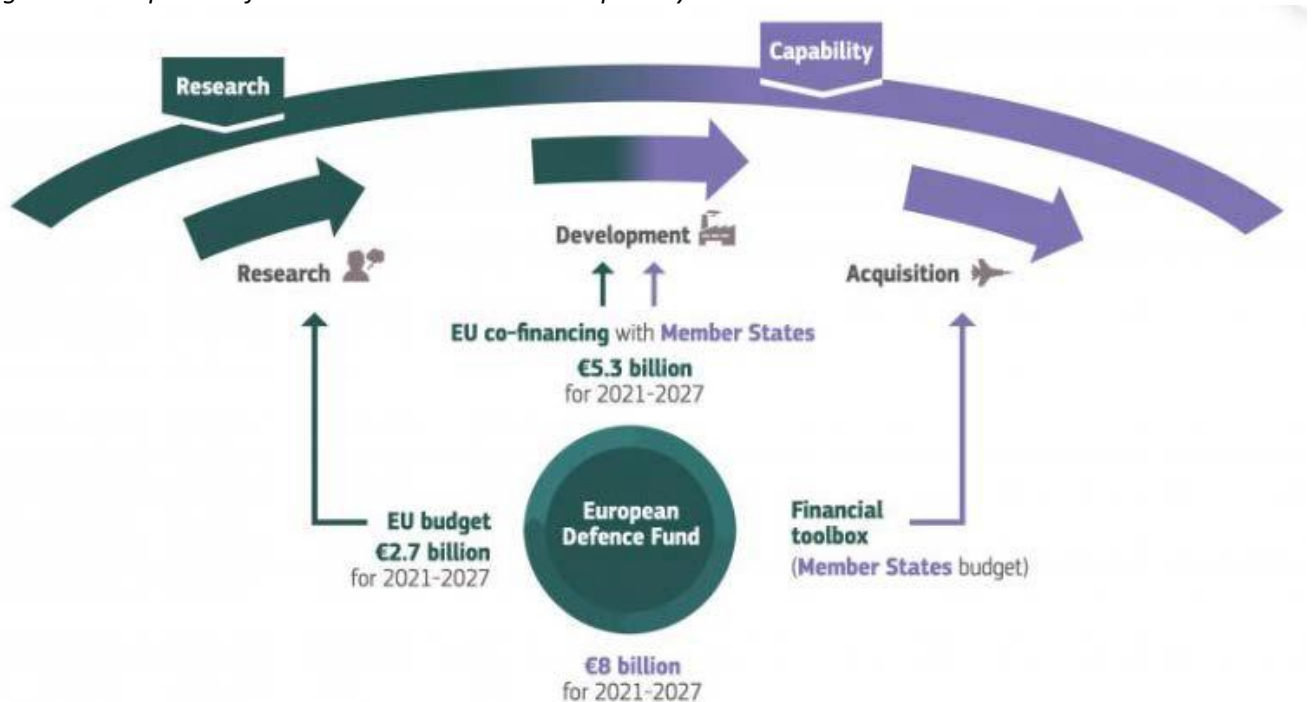 Research
Capability
Research
Development
Acquisition
EU co-financing with Member States
€5.3 billion
for 2021-2027
EU budget
€2.7 billion
for 2021-2027
European
Defence Fund
Financial
toolbox
(Member States budget)
€8 billion
for 2021-2027